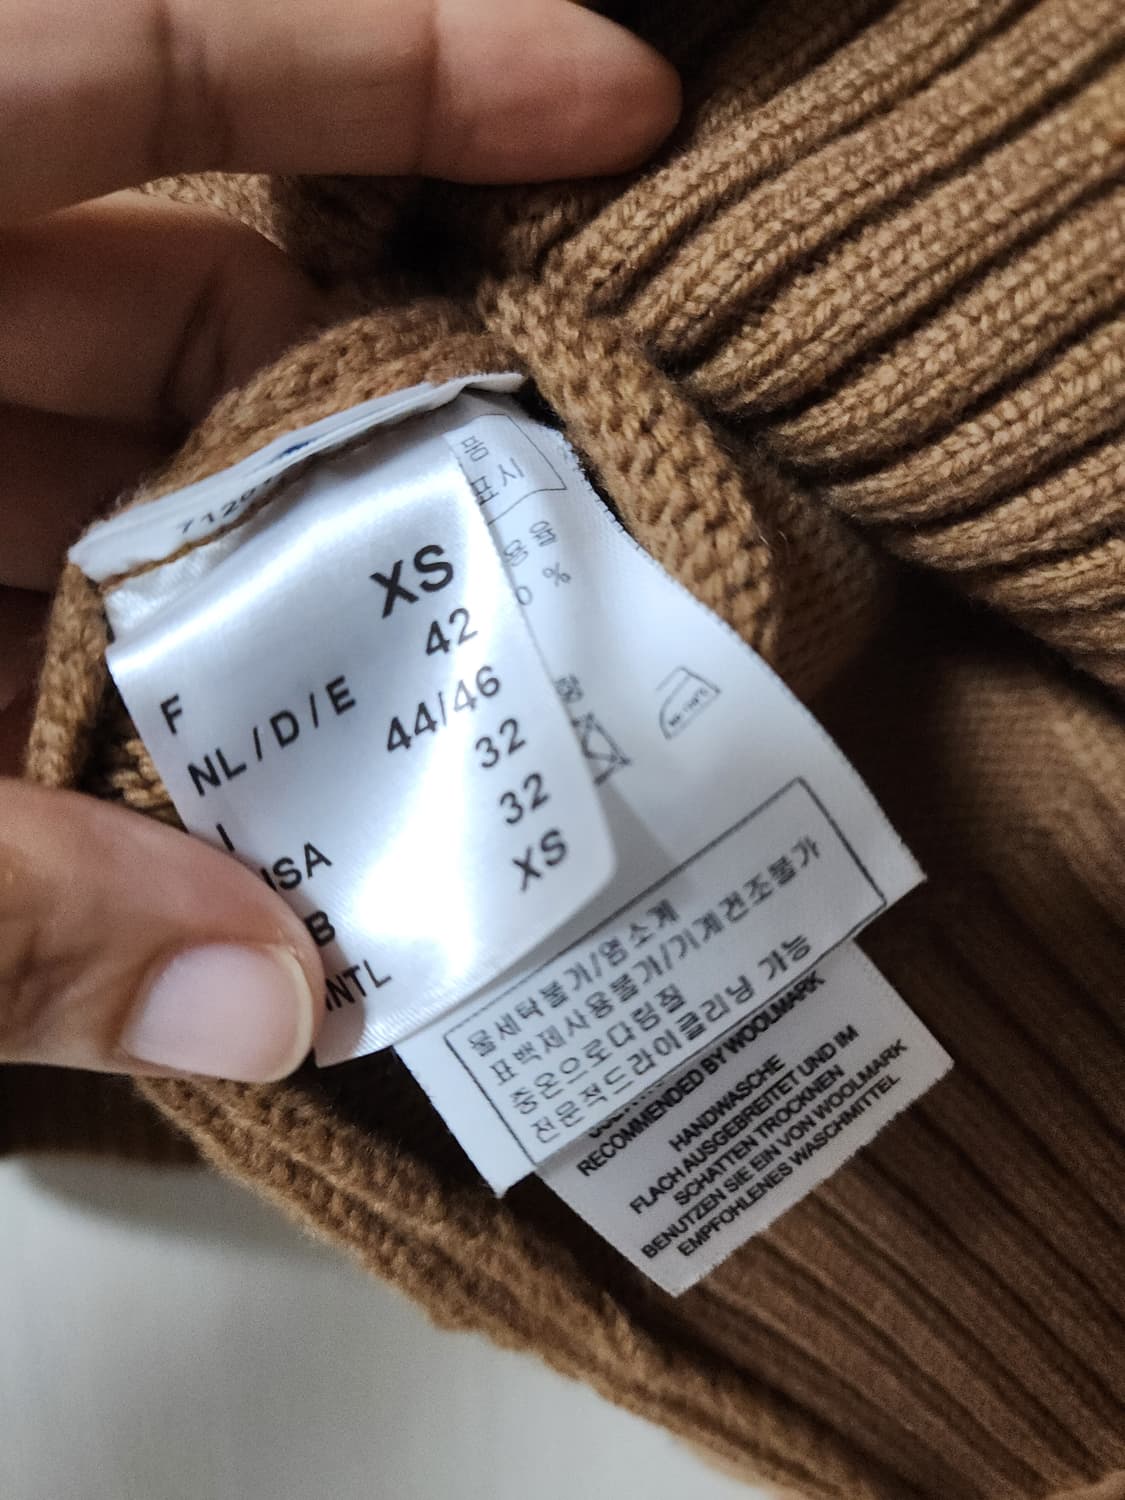 XS
F 42
NL/D/E 44/46
I 32
USA 32
XS
INTL
표시
%
물세탁불가/염소계
표백제사용불가/기계건조불가
중온으로다림질
전문적드라이클리닝 가능
RECOMMENDED BY WOOLMARK
HANDWASCHE
FLACH AUSGEBREITET UND IM
SCHATTEN TROCKNEN
BENUTZEN SIE EIN VON WOOLMARK
EMPFOHLENES WASCHMITTEL